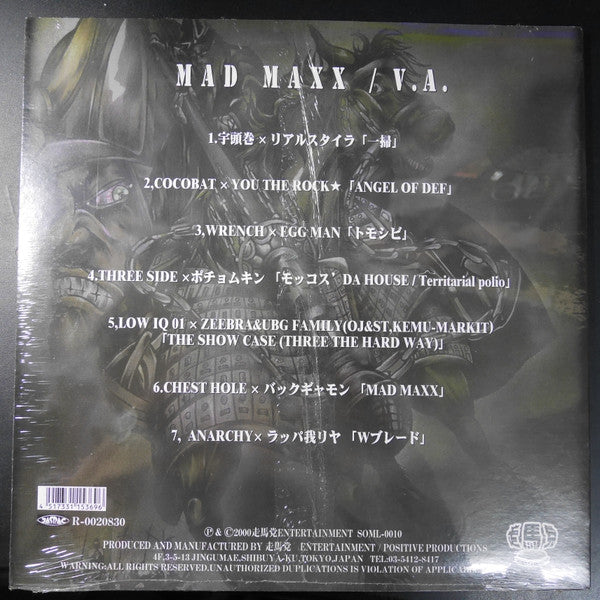 MAD MAXX / V.A.
1.宇頭巻×リアルスタイラ「一掃」
2,COCOBAT × YOU THE ROCK★「ANGEL OF DEF」
3,WRENCH × EGG MAN「トモシビ」
4.THREE SIDE ×ポチョムキン 「モッコズ’ DA HOUSE / Territarial polio」
5,LOW IQ 01 × ZEEBRA&UBG FAMILY(OJ&ST,KEMU-MARKIT)
「THE SHOW CASE (THREE THE HARD WAY)」
6.CHEST HOLE × バックギャモン 「MAD MAXX」
7, ANARCHY× ラッパ我リヤ 「Wブレード」
4 517331 153696
R-0020830
Ⓟ & ©2000走馬党ENTERTAINMENT SOML-0010
PRODUCED AND MANUFACTURED BY 走馬党 ENTERTAINMENT / POSITIVE PRODUCTIONS
4F,3-5-13 JINGUMAE,SHIBUYA-KU,TOKYO,JAPAN TEL:03-5412-8417
WARNING:ALL RIGHTS RESERVED.UNAUTHORIZED DUPLICATIONS IS VIOLATION OF